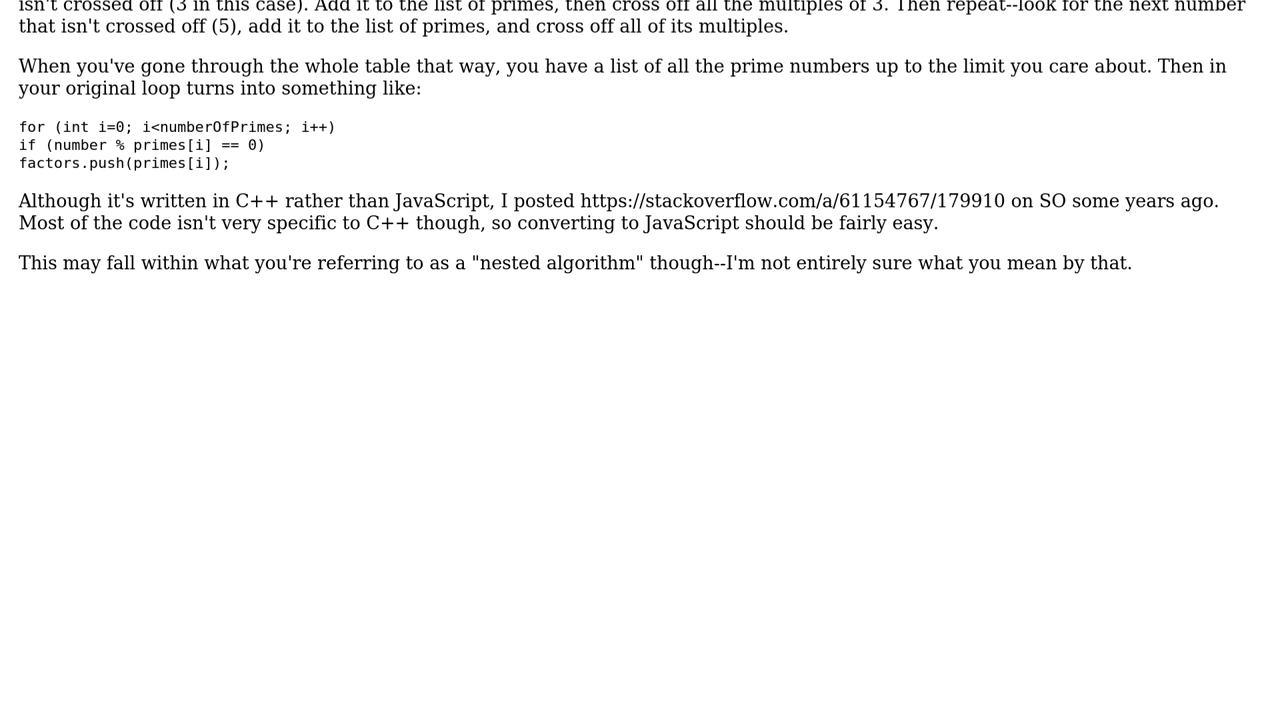 isn't crossed off (3 in this case). Add it to the list of primes, then cross off all the multiples of 3. Then repeat--look for the next number
that isn't crossed off (5), add it to the list of primes, and cross off all of its multiples.
When you've gone through the whole table that way, you have a list of all the prime numbers up to the limit you care about. Then in
your original loop turns into something like:
for (int i=0; i<numberOfPrimes; i++)
if (number % primes[i] == 0)
factors.push(primes[i]);
Although it's written in C++ rather than JavaScript, I posted https://stackoverflow.com/a/61154767/179910 on SO some years ago.
Most of the code isn't very specific to C++ though, so converting to JavaScript should be fairly easy.
This may fall within what you're referring to as a "nested algorithm" though--I'm not entirely sure what you mean by that.